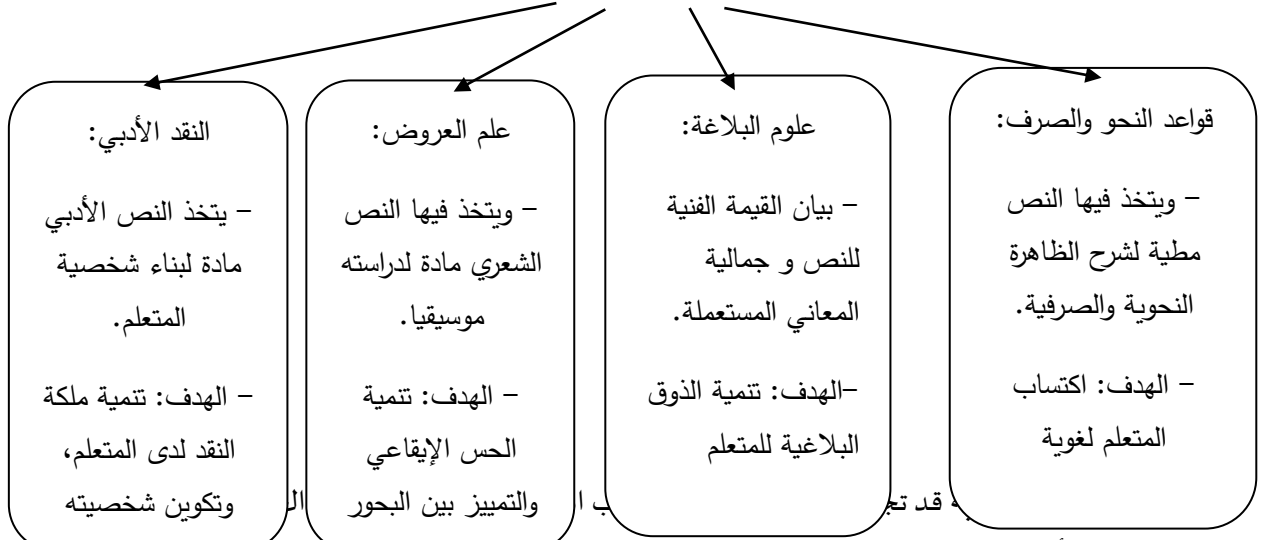 قواعد النحو والصرف:
– ويتخذ فيها النص
مطية لشرح الظاهرة
النحوية والصرفية.
– الهدف: اكتساب
المتعلم لغوية
علوم البلاغة:
– بيان القيمة الفنية
للنص و جمالية
المعاني المستعملة.
–الهدف: تنمية الذوق
البلاغية للمتعلم
علم العروض:
– ويتخذ فيها النص
الشعري مادة لدراسته
موسيقيا.
– الهدف: تنمية
الحس الإيقاعي
والتمييز بين البحور
النقد الأدبي:
– يتخذ النص الأدبي
مادة لبناء شخصية
المتعلم.
– الهدف: تنمية ملكة
النقد لدى المتعلم،
وتكوين شخصيته
قد